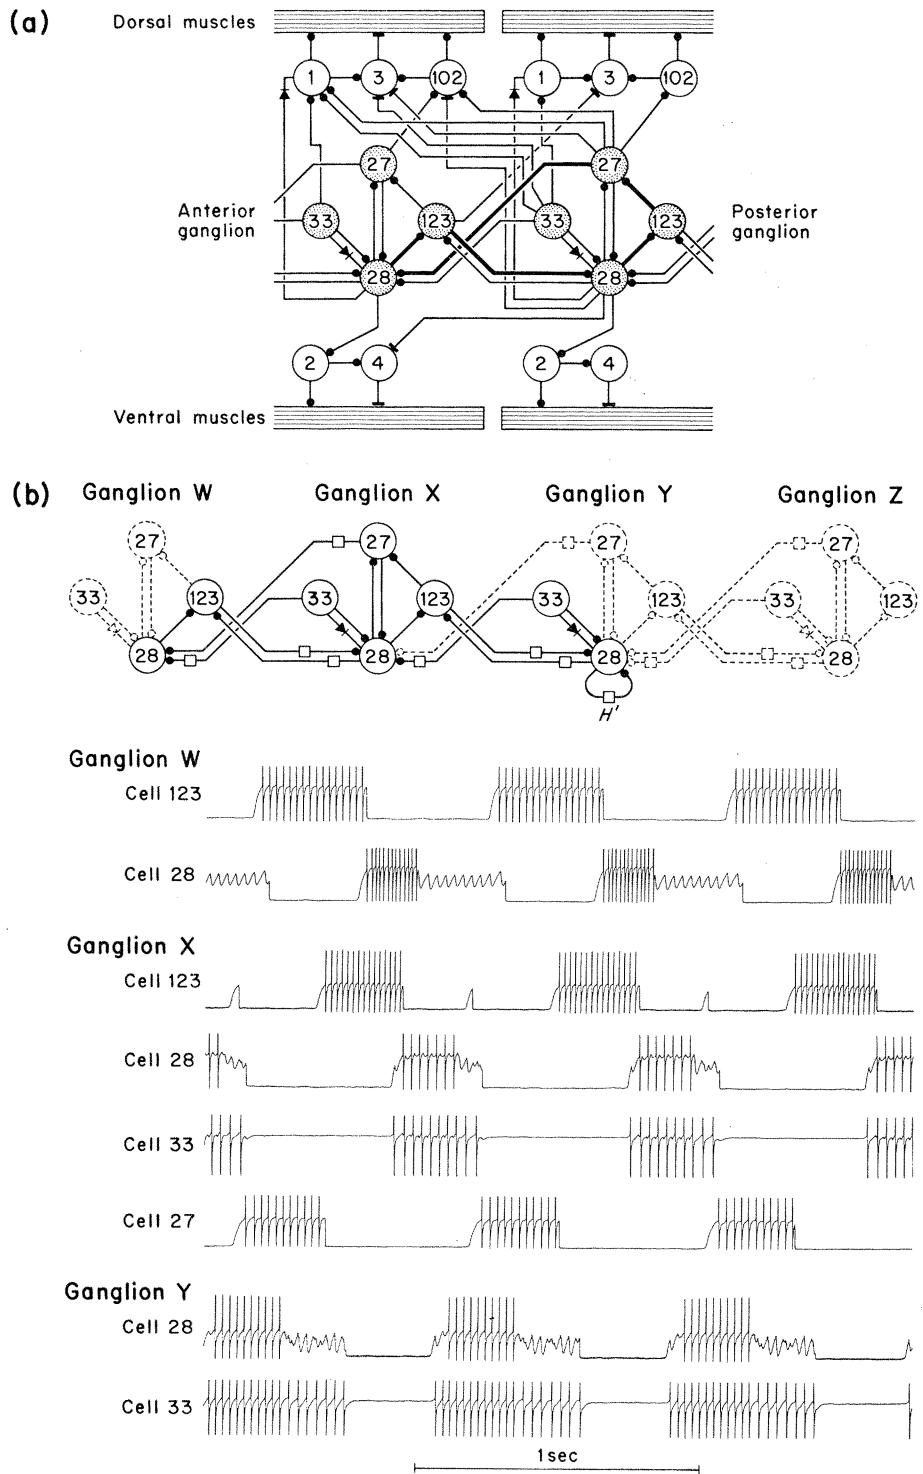 (a)
Dorsal muscles
1 3 102 1 3 102
27 27
Anterior
ganglion
33 123 33 123
Posterior
ganglion
28 28
2 4 2 4
Ventral muscles
(b)
Ganglion W Ganglion X Ganglion Y Ganglion Z
27 27 27 27
33 123 33 123 33 123 33 123
28 28 28 28
H'
Ganglion W
Cell 123
Cell 28
Ganglion X
Cell 123
Cell 28
Cell 33
Cell 27
Ganglion Y
Cell 28
Cell 33
1 sec